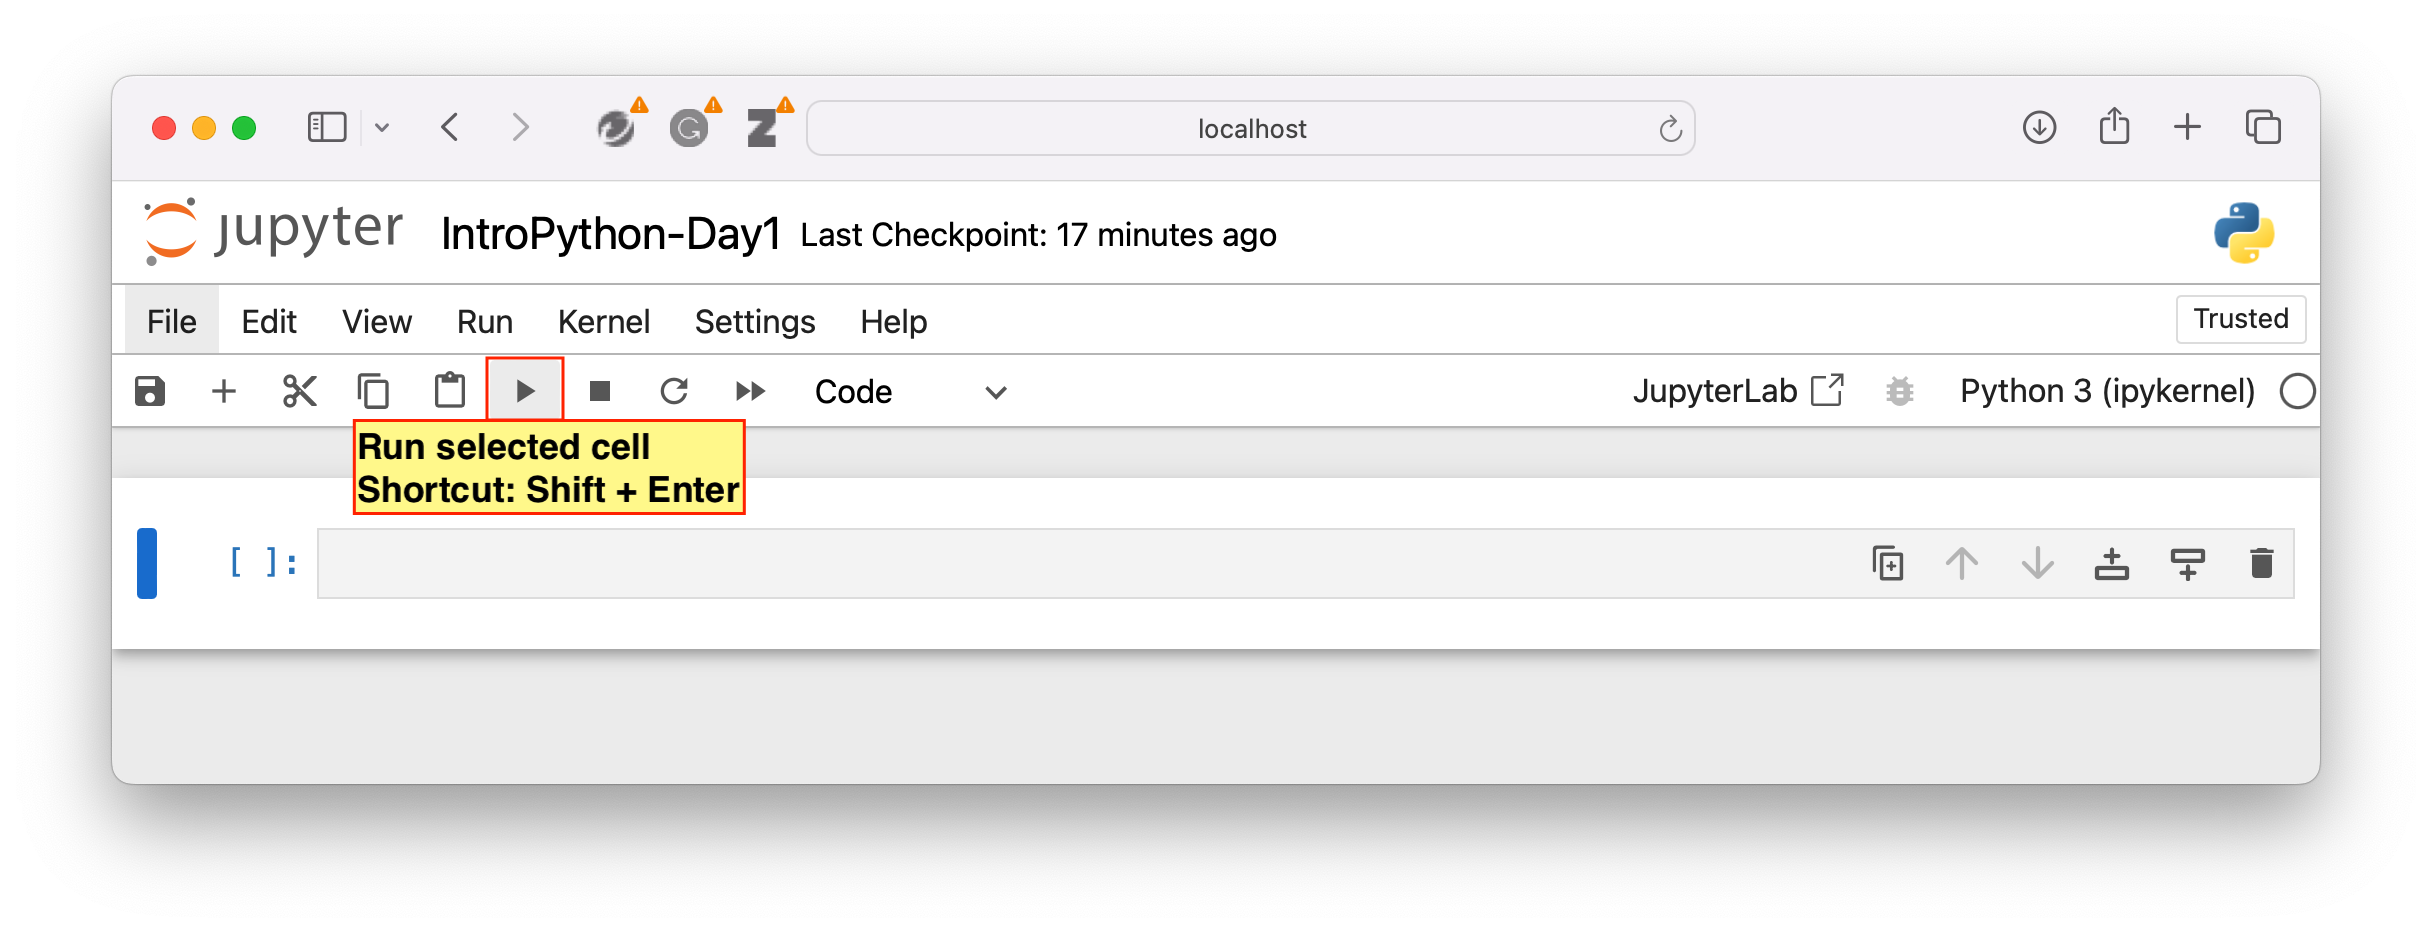 localhost
jupyter IntroPython-Day1 Last Checkpoint: 17 minutes ago
File Edit View Run Kernel Settings Help Trusted
Code JupyterLab Python 3 (ipykernel)
Run selected cell
Shortcut: Shift + Enter
[ ]: